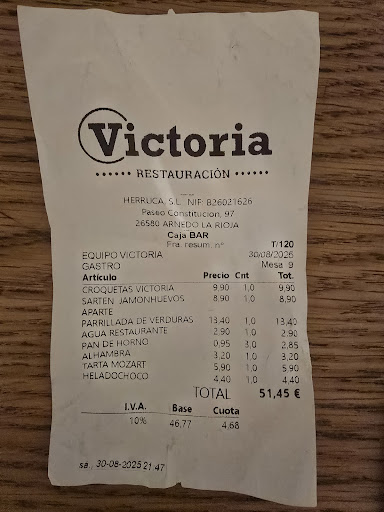 Victoria
RESTAURACIÓN
HERRUCA, S.L. NIF: B26021626
Paseo Constitucion, 97
26580 ARNEDO LA RIOJA
Caja BAR
Fra. resum. nº T/120
EQUIPO VICTORIA 30/08/2025
GASTRO Mesa 9
Artículo Precio Cnt Tot.
CROQUETAS VICTORIA 9,90 1,0 9,90
SARTEN JAMONHUEVOS 8,90 1,0 8,90
APARTE
PARRILLADA DE VERDURAS 13,40 1,0 13,40
AGUA RESTAURANTE 2,90 1,0 2,90
PAN DE HORNO 0,95 3,0 2,85
ALHAMBRA 3,20 1,0 3,20
TARTA MOZART 5,90 1,0 5,90
HELADOCHOCO 4,40 1,0 4,40
TOTAL 51,45 €
I.V.A. Base Cuota
10% 46,77 4,68
sa., 30-08-2025 21:47